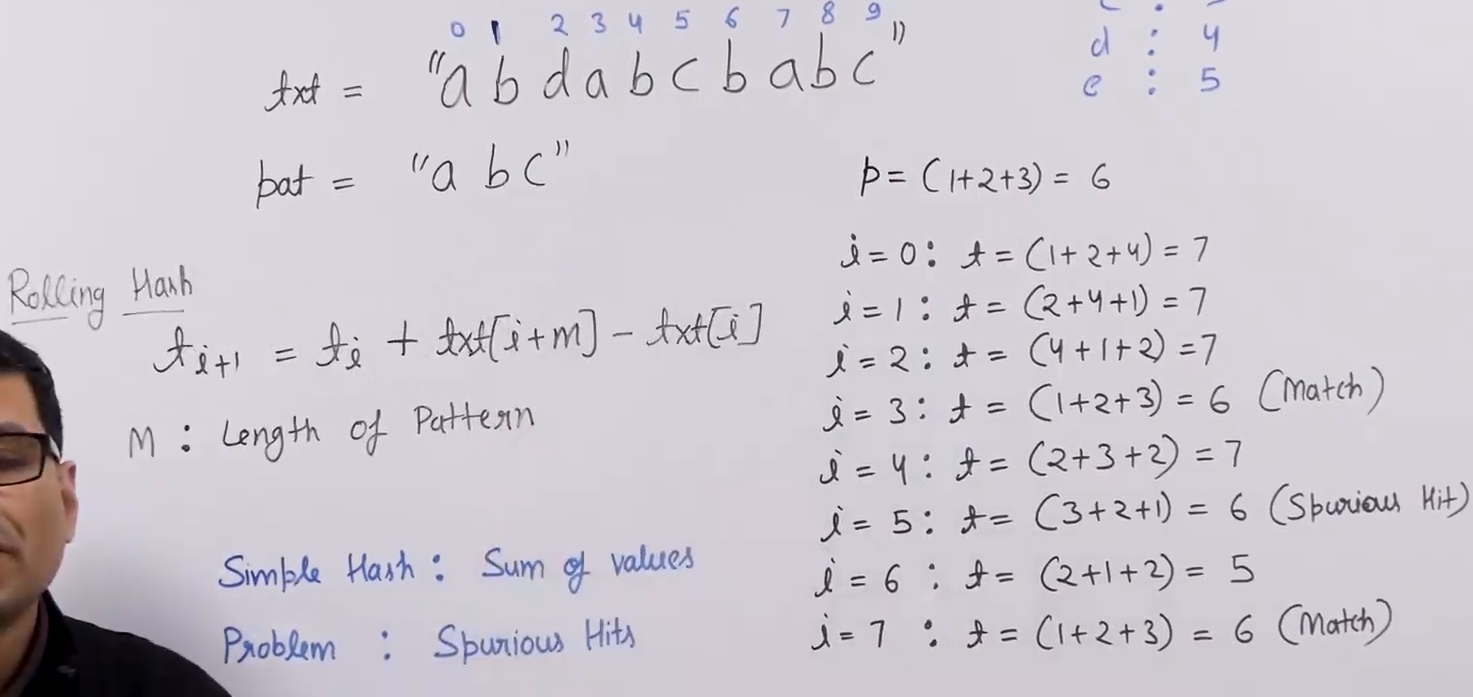 0 1 2 3 4 5 6 7 8 9
txt = "a b d a b c b a b c"
d : 4
e : 5
pat = "a b c"
p = (1+2+3) = 6
Rolling Hash
t i+1 = t i + txt[i+m] - txt[i]
M : Length of Pattern
i = 0 : t = (1+2+4) = 7
i = 1 : t = (2+4+1) = 7
i = 2 : t = (4+1+2) = 7
i = 3 : t = (1+2+3) = 6 (Match)
i = 4 : t = (2+3+2) = 7
i = 5 : t = (3+2+1) = 6 (Spurious Hit)
i = 6 : t = (2+1+2) = 5
i = 7 : t = (1+2+3) = 6 (Match)
Simple Hash : Sum of values
Problem : Spurious Hits